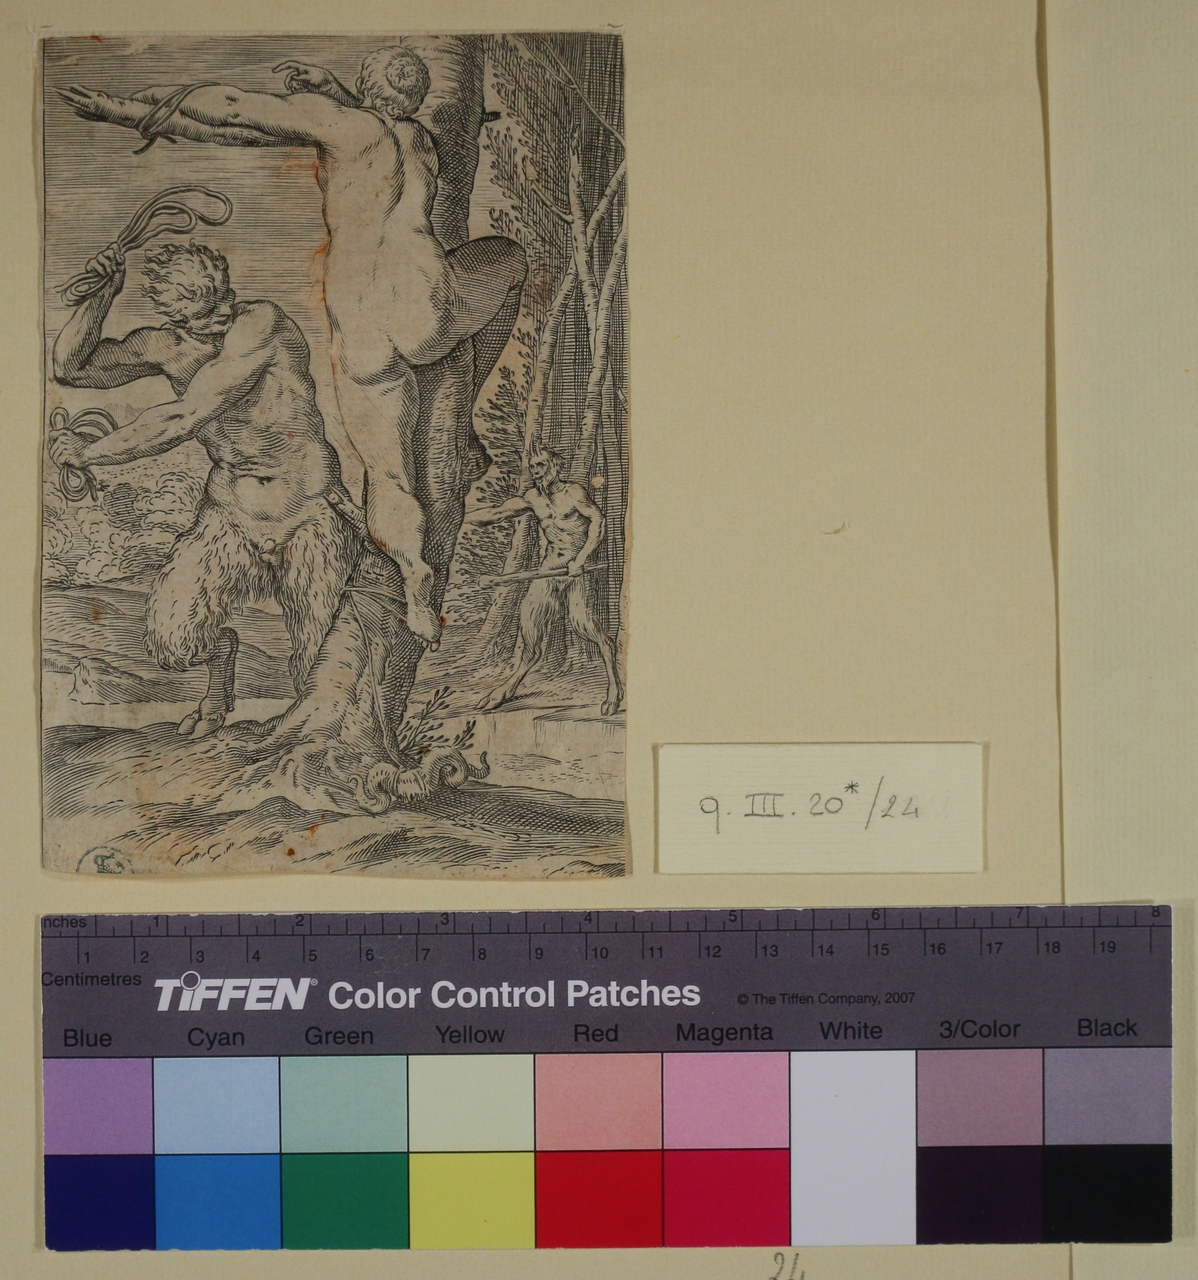 9. III. 20*/24
Inches 1 2 3 4 5 6 7 8
1 2 3 4 5 6 7 8 9 10 11 12 13 14 15 16 17 18 19
Centimetres
TIFFEN® Color Control Patches © The Tiffen Company, 2007
Blue Cyan Green Yellow Red Magenta White 3/Color Black
24